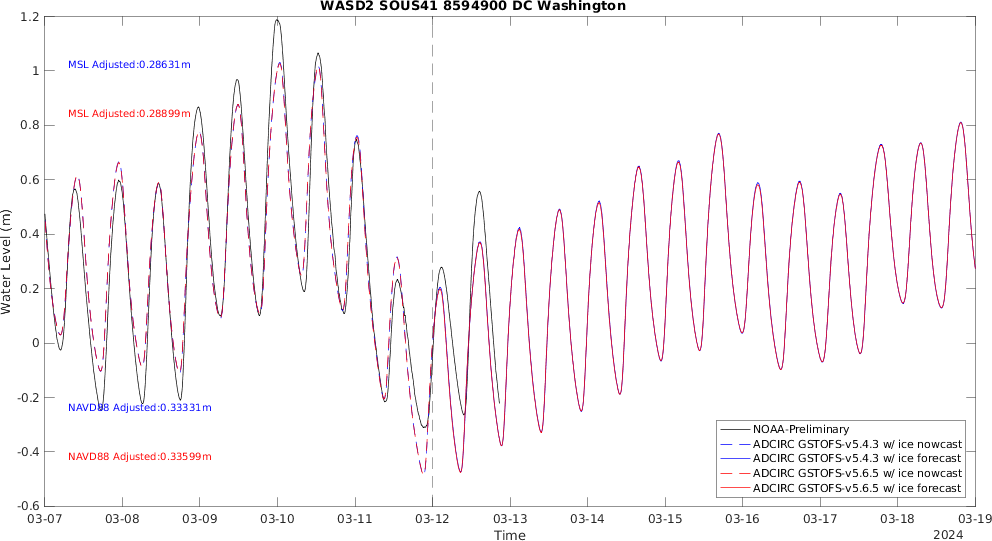 WASD2 SOUS41 8594900 DC Washington
Water Level (m)
1.2
1
0.8
0.6
0.4
0.2
0
-0.2
-0.4
-0.6
MSL Adjusted:0.28631m
MSL Adjusted:0.28899m
NAVD88 Adjusted:0.33331m
NAVD88 Adjusted:0.33599m
NOAA-Preliminary
ADCIRC GSTOFS-v5.4.3 w/ ice nowcast
ADCIRC GSTOFS-v5.4.3 w/ ice forecast
ADCIRC GSTOFS-v5.6.5 w/ ice nowcast
ADCIRC GSTOFS-v5.6.5 w/ ice forecast
03-07 03-08 03-09 03-10 03-11 03-12 03-13 03-14 03-15 03-16 03-17 03-18 03-19
Time
2024